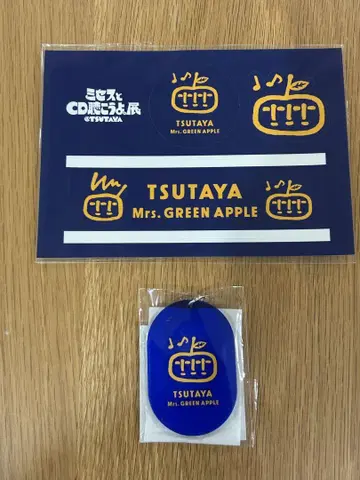 ミセスと
CD聴こうよ展
@TSUTAYA
TSUTAYA
Mrs. GREEN APPLE
TSUTAYA
Mrs. GREEN APPLE
TSUTAYA
Mrs. GREEN APPLE